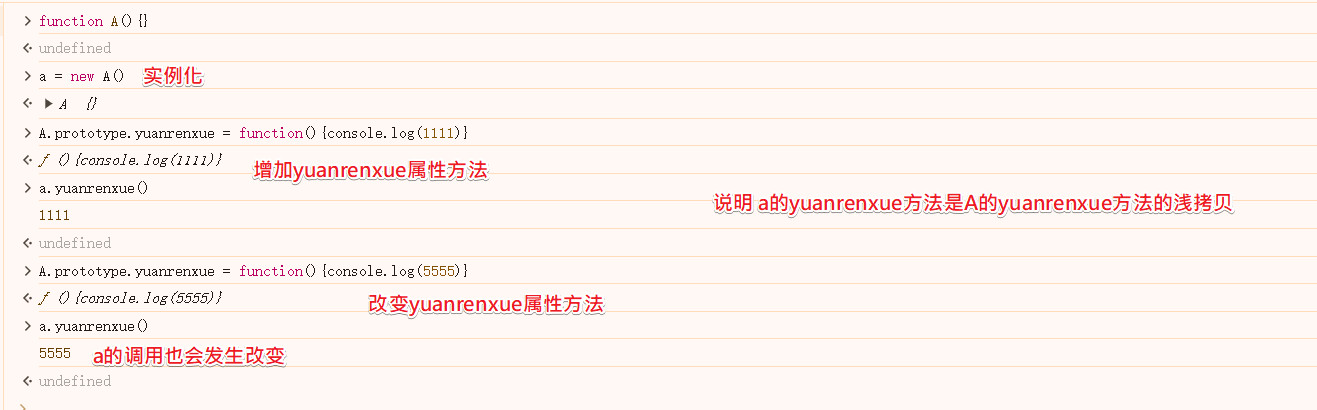 function A(){}
undefined
a = new A() 实例化
A {}
A.prototype.yuanrenxue = function(){console.log(1111)}
ƒ (){console.log(1111)}
增加yuanrenxue属性方法
a.yuanrenxue()
说明 a的yuanrenxue方法是A的yuanrenxue方法的浅拷贝
1111
undefined
A.prototype.yuanrenxue = function(){console.log(5555)}
ƒ (){console.log(5555)}
改变yuanrenxue属性方法
a.yuanrenxue()
5555 a的调用也会发生改变
undefined